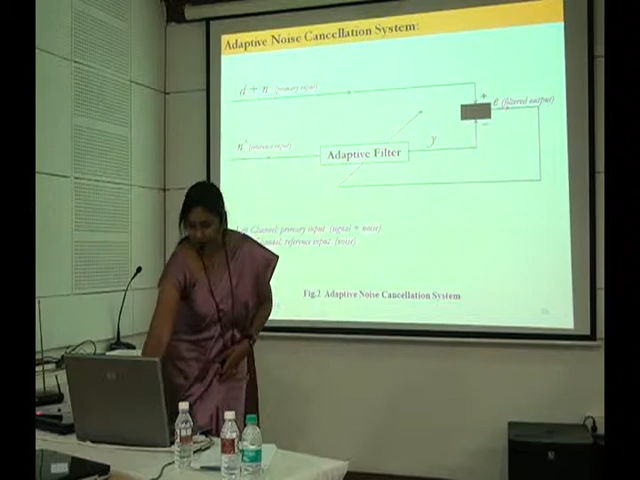 Adaptive Noise Cancellation System:
d + n (primary input)
+
e (filtered output)
n' (reference input)
Adaptive Filter
y
−
Channel: primary input (signal + noise)
reference input (noise)
Fig.2 Adaptive Noise Cancellation System
hp